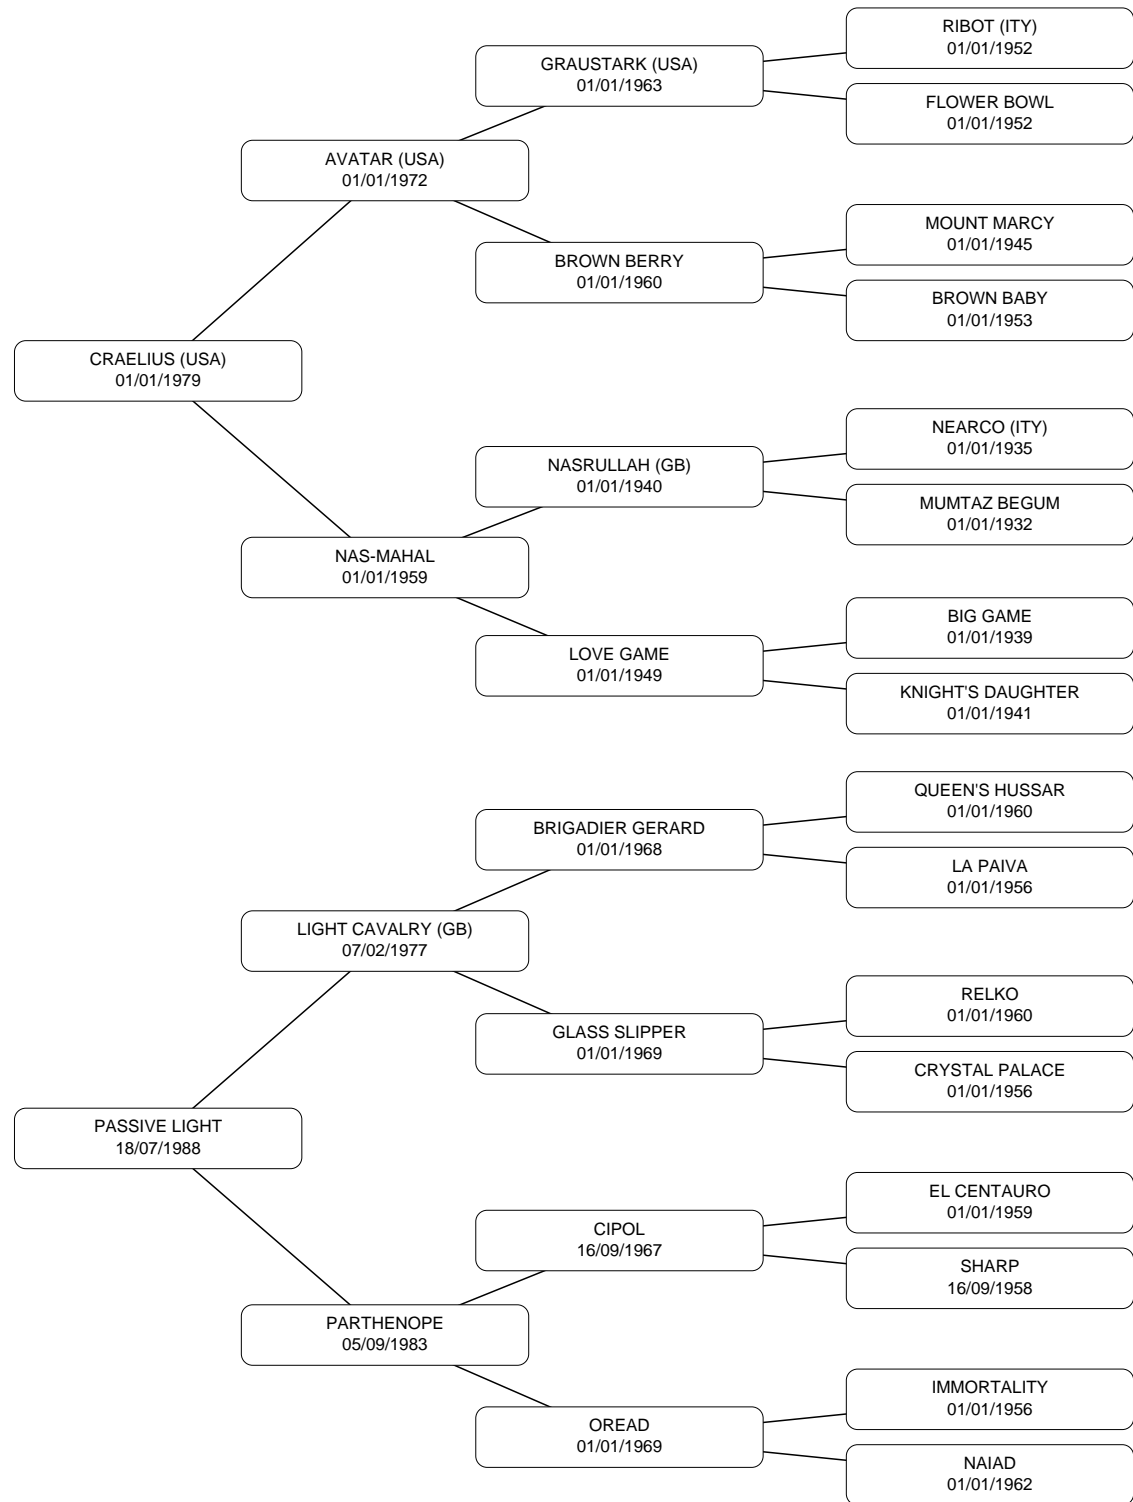 RIBOT (ITY)
01/01/1952
GRAUSTARK (USA)
01/01/1963
FLOWER BOWL
01/01/1952
AVATAR (USA)
01/01/1972
MOUNT MARCY
01/01/1945
BROWN BERRY
01/01/1960
BROWN BABY
01/01/1953
CRAELIUS (USA)
01/01/1979
NEARCO (ITY)
01/01/1935
NASRULLAH (GB)
01/01/1940
MUMTAZ BEGUM
01/01/1932
NAS-MAHAL
01/01/1959
BIG GAME
01/01/1939
LOVE GAME
01/01/1949
KNIGHT'S DAUGHTER
01/01/1941
QUEEN'S HUSSAR
01/01/1960
BRIGADIER GERARD
01/01/1968
LA PAIVA
01/01/1956
LIGHT CAVALRY (GB)
07/02/1977
RELKO
01/01/1960
GLASS SLIPPER
01/01/1969
CRYSTAL PALACE
01/01/1956
PASSIVE LIGHT
18/07/1988
EL CENTAURO
01/01/1959
CIPOL
16/09/1967
SHARP
16/09/1958
PARTHENOPE
05/09/1983
IMMORTALITY
01/01/1956
OREAD
01/01/1969
NAIAD
01/01/1962